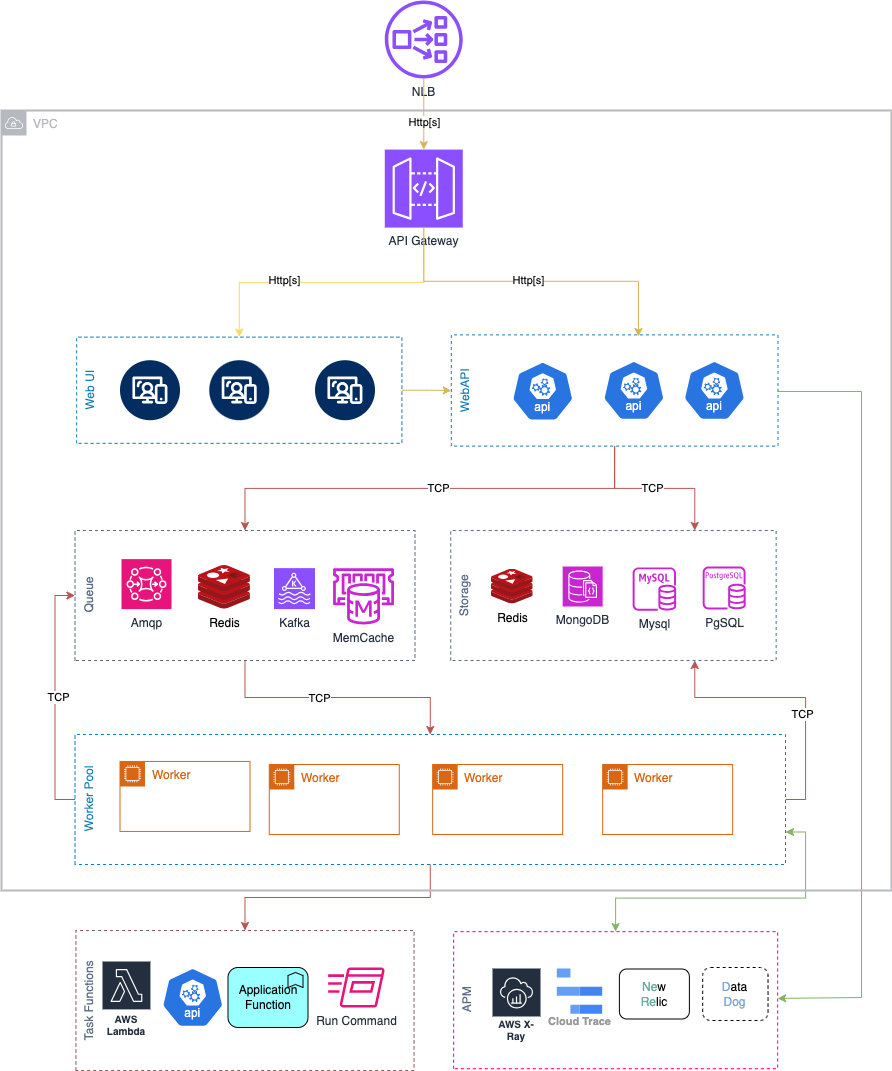 NLB
Http[s]
VPC
</>
API Gateway
Http[s]
Http[s]
Web UI
WebAPI
api
api
api
TCP
TCP
Queue
Amqp
Redis
K
Kafka
M
MemCache
Storage
Redis
{}
MongoDB
MySQL
Mysql
PostgreSQL
PgSQL
TCP
TCP
TCP
Worker Pool
Worker
Worker
Worker
Worker
Task Functions
AWS
Lambda
api
Application
Function
Run Command
APM
AWS X-
Ray
Cloud Trace
New
Relic
Data
Dog